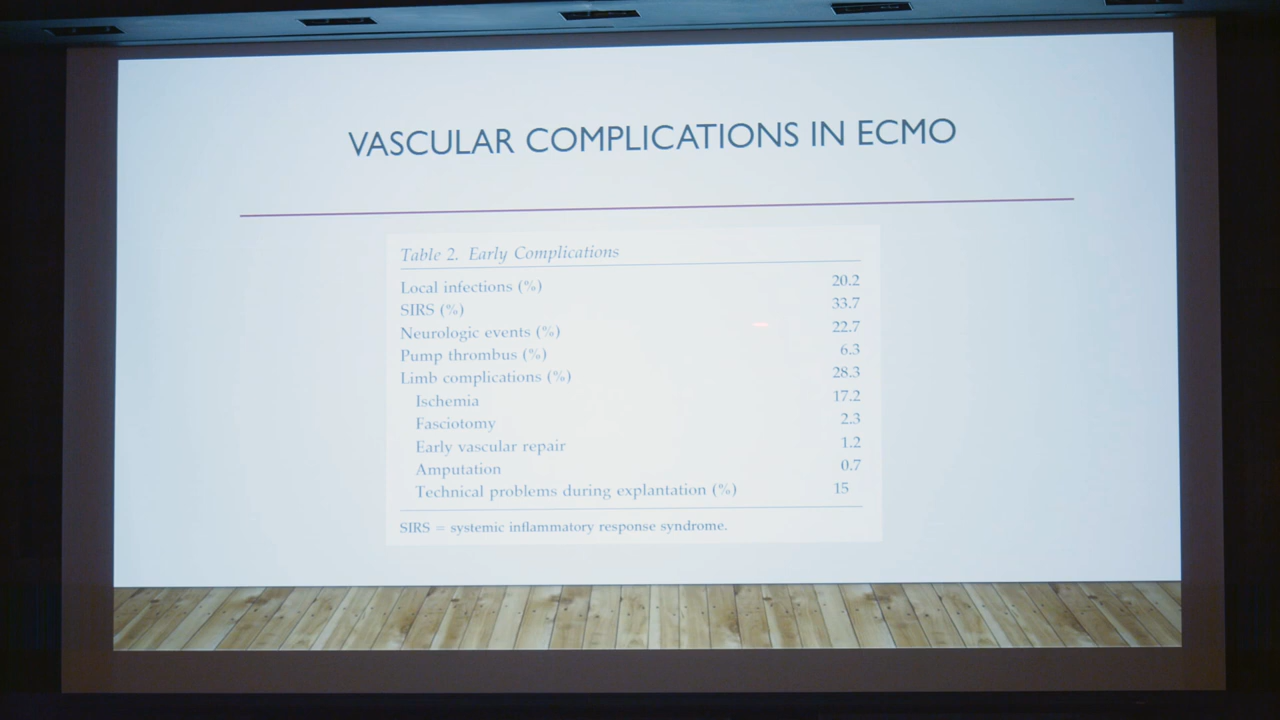 VASCULAR COMPLICATIONS IN ECMO
Table 2. Early Complications
Local infections (%) 20.2
SIRS (%) 33.7
Neurologic events (%) 22.7
Pump thrombus (%) 6.3
Limb complications (%) 28.3
Ischemia 17.2
Fasciotomy 2.3
Early vascular repair 1.2
Amputation 0.7
Technical problems during explantation (%) 15
SIRS = systemic inflammatory response syndrome.